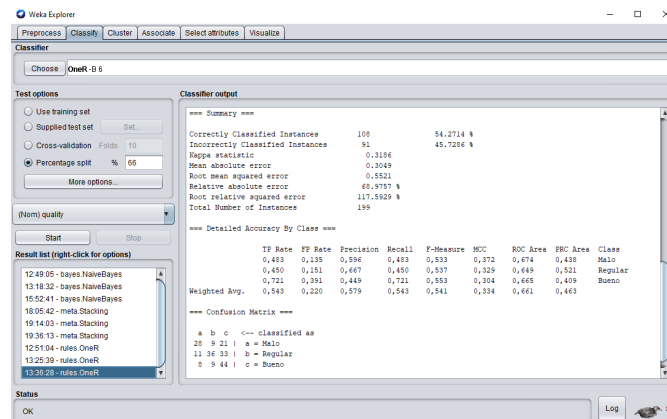 Weka Explorer
Preprocess Classify Cluster Associate Select attributes Visualize
Classifier
Choose OneR -B 6
Test options
Use training set
Supplied test set Set...
Cross-validation Folds 10
Percentage split % 66
More options...
(Nom) quality
Start Stop
Result list (right-click for options)
12:49:05 - bayes.NaiveBayes
13:18:32 - bayes.NaiveBayes
15:52:41 - bayes.NaiveBayes
18:05:42 - meta.Stacking
19:14:03 - meta.Stacking
19:36:13 - meta.Stacking
12:51:04 - rules.OneR
13:25:39 - rules.OneR
13:36:28 - rules.OneR
Classifier output
=== Summary ===
Correctly Classified Instances 108 54.2714 %
Incorrectly Classified Instances 91 45.7286 %
Kappa statistic 0.3186
Mean absolute error 0.3049
Root mean squared error 0.5521
Relative absolute error 68.9757 %
Root relative squared error 117.5929 %
Total Number of Instances 199
=== Detailed Accuracy By Class ===
TP Rate FP Rate Precision Recall F-Measure MCC ROC Area PRC Area Class
0,483 0,135 0,596 0,483 0,533 0,372 0,674 0,438 Malo
0,450 0,151 0,667 0,450 0,537 0,329 0,649 0,521 Regular
0,721 0,391 0,449 0,721 0,553 0,304 0,665 0,409 Bueno
Weighted Avg. 0,543 0,220 0,579 0,543 0,541 0,334 0,661 0,463
=== Confusion Matrix ===
a b c <-- classified as
28 9 21 | a = Malo
11 36 33 | b = Regular
8 9 44 | c = Bueno
Status
OK
Log